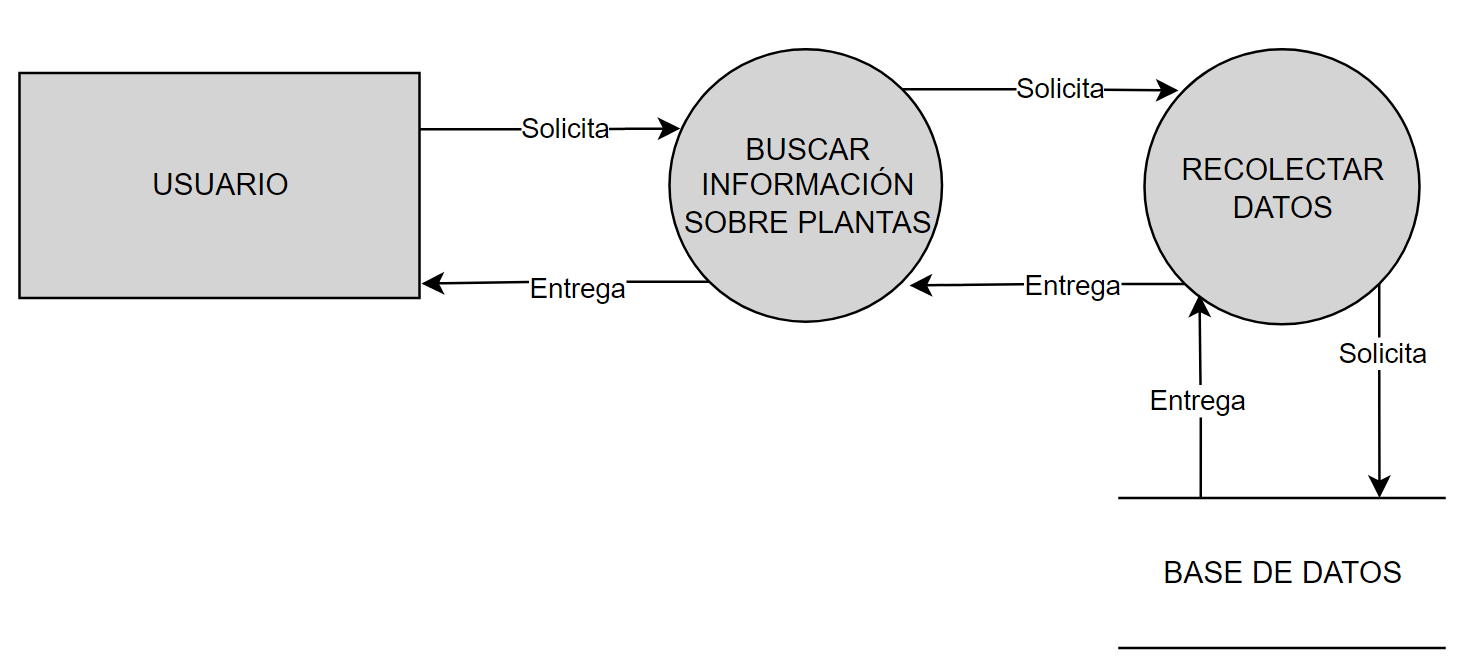 Solicita
USUARIO
Solicita
BUSCAR
INFORMACIÓN
SOBRE PLANTAS
RECOLECTAR
DATOS
Entrega
Entrega
Solicita
Entrega
BASE DE DATOS